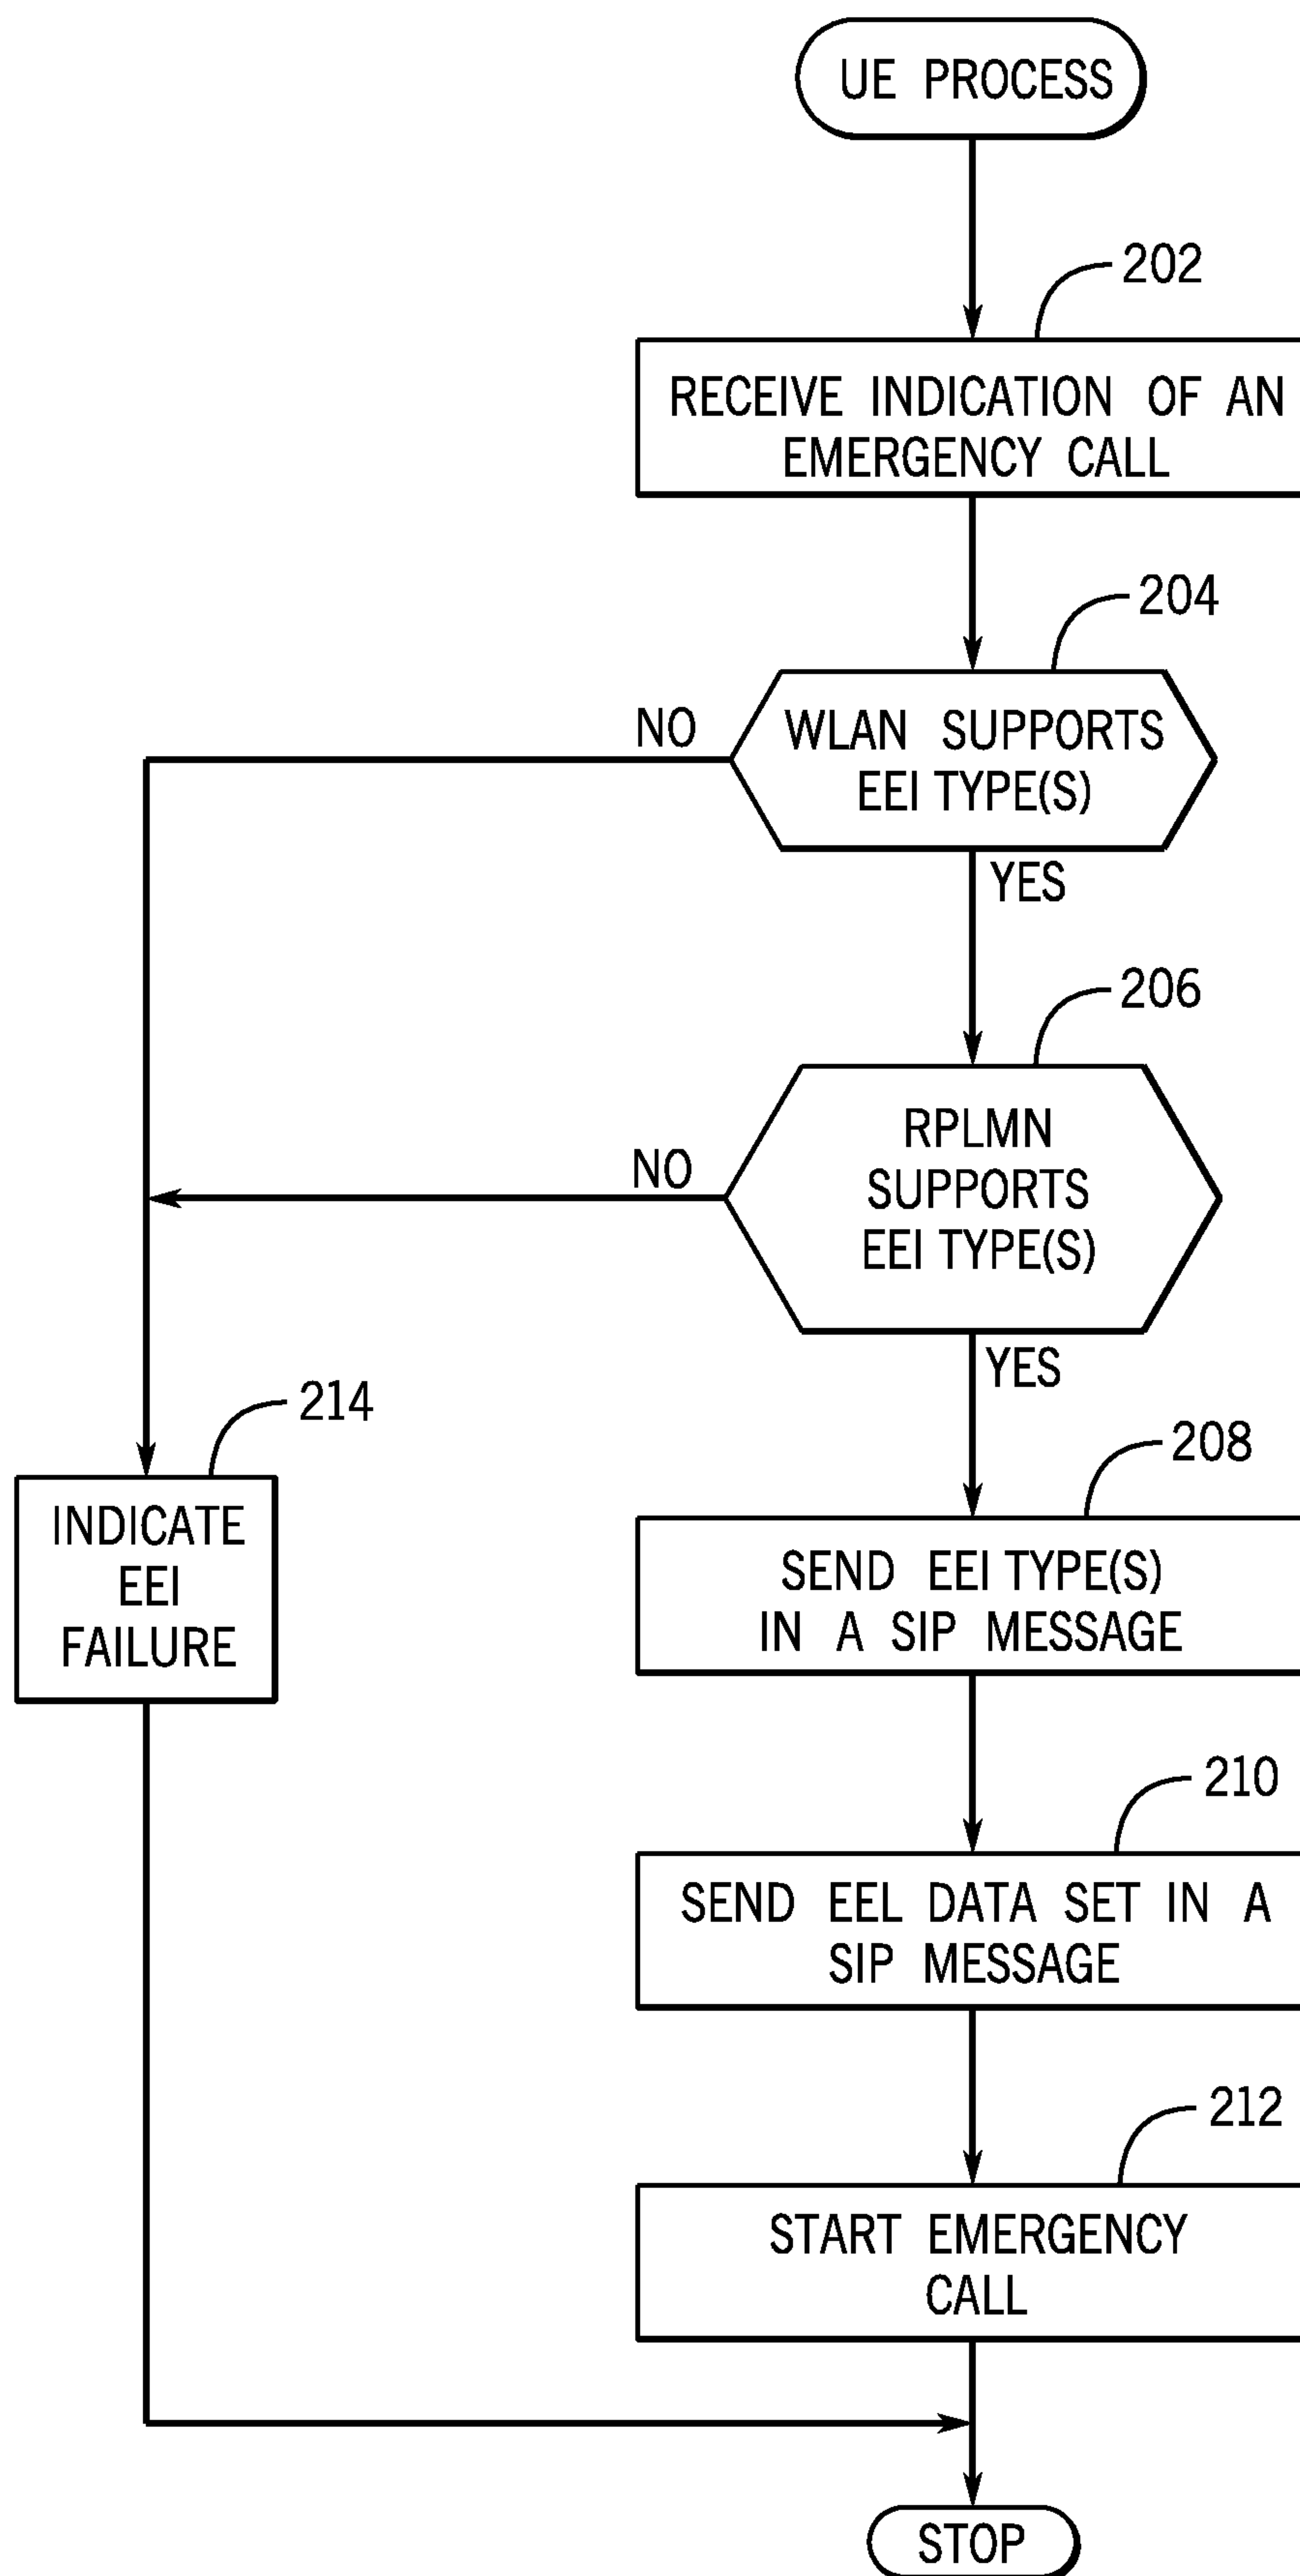 UE PROCESS
202
RECEIVE INDICATION OF AN
EMERGENCY CALL
204
NO
WLAN SUPPORTS
EEI TYPE(S)
YES
206
NO
RPLMN
SUPPORTS
EEI TYPE(S)
YES
214
INDICATE
EEI
FAILURE
208
SEND EEI TYPE(S)
IN A SIP MESSAGE
210
SEND EEL DATA SET IN A
SIP MESSAGE
212
START EMERGENCY
CALL
STOP